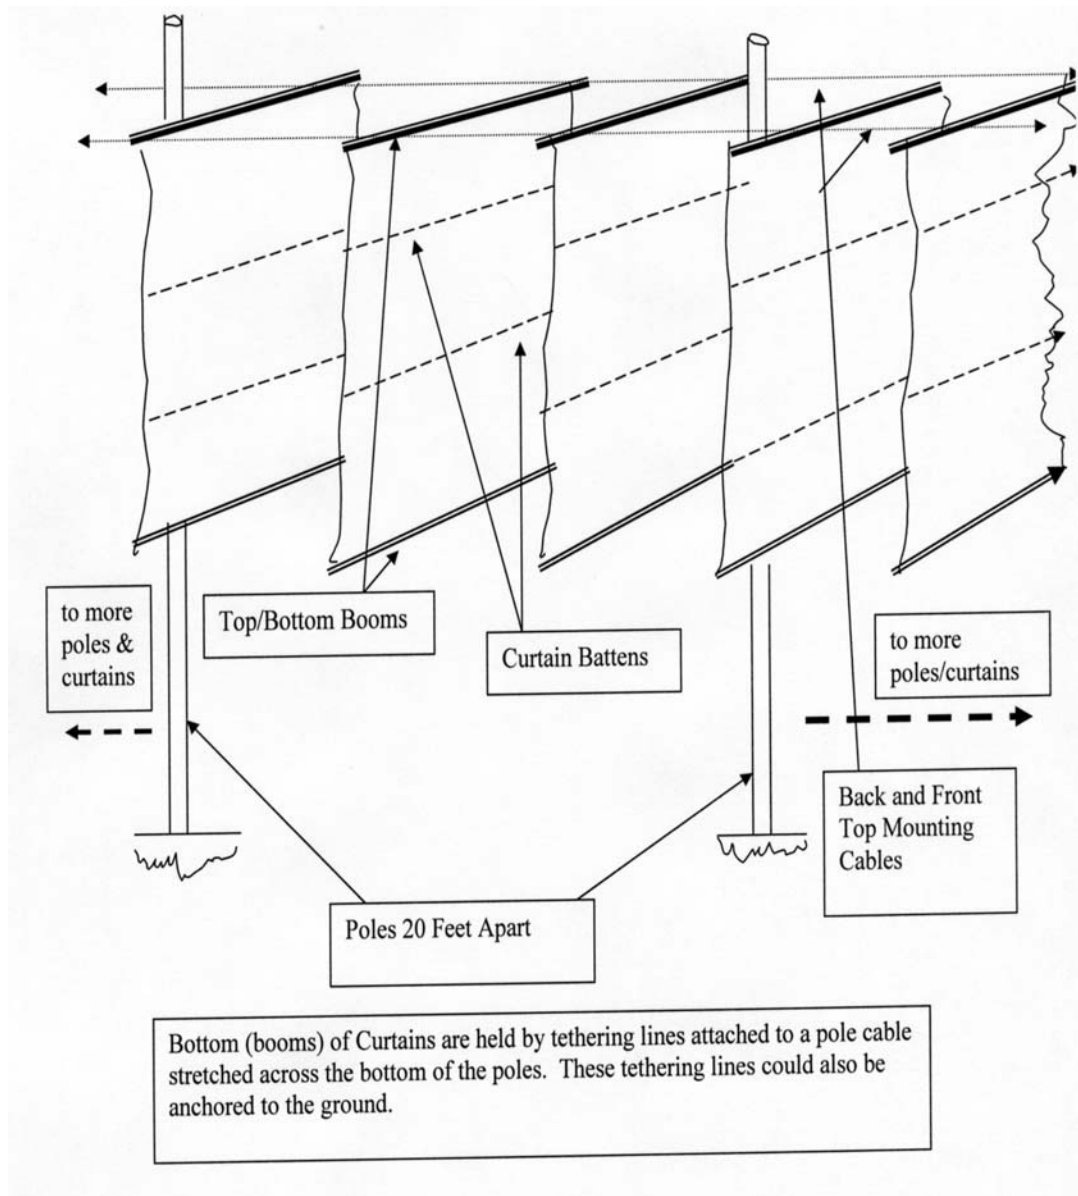 to more
poles &
curtains
Top/Bottom Booms
Curtain Battens
to more
poles/curtains
Back and Front
Top Mounting
Cables
Poles 20 Feet Apart
Bottom (booms) of Curtains are held by tethering lines attached to a pole cable
stretched across the bottom of the poles.  These tethering lines could also be
anchored to the ground.